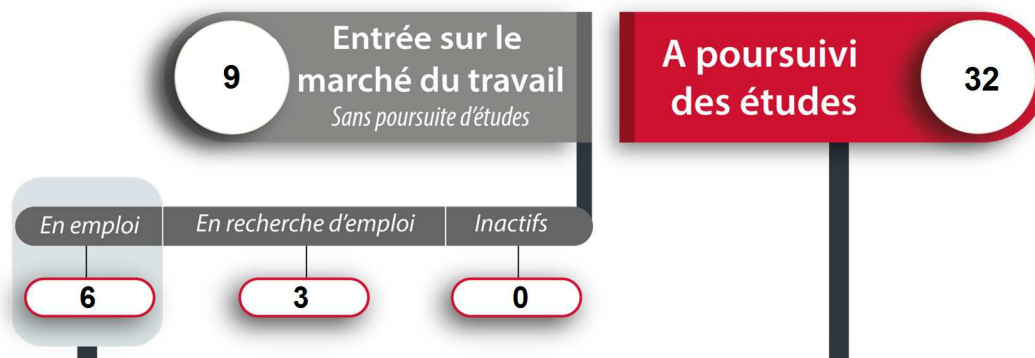 9
Entrée sur le
marché du travail
Sans poursuite d'études
A poursuivi
des études
32
En emploi
En recherche d'emploi
Inactifs
6
3
0